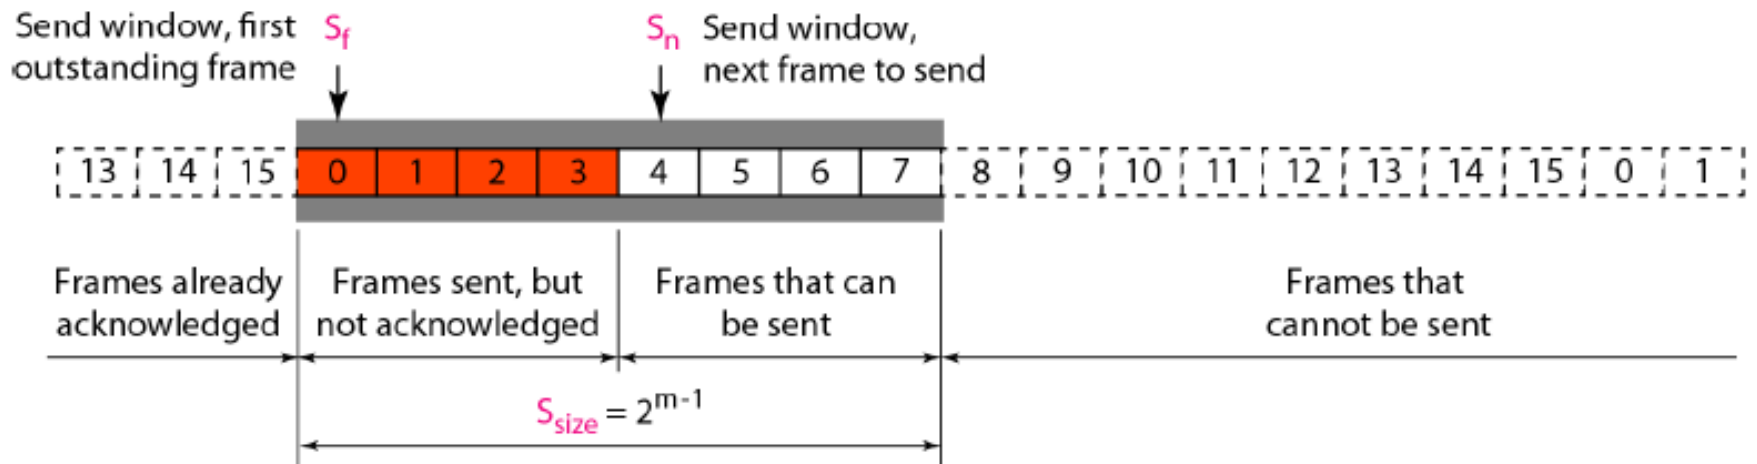 Send window, first
outstanding frame
Sf
Sn
Send window,
next frame to send
13 14 15 0 1 2 3 4 5 6 7 8 9 10 11 12 13 14 15 0 1
Frames already
acknowledged
Frames sent, but
not acknowledged
Frames that can
be sent
Frames that
cannot be sent
Ssize = 2^m-1